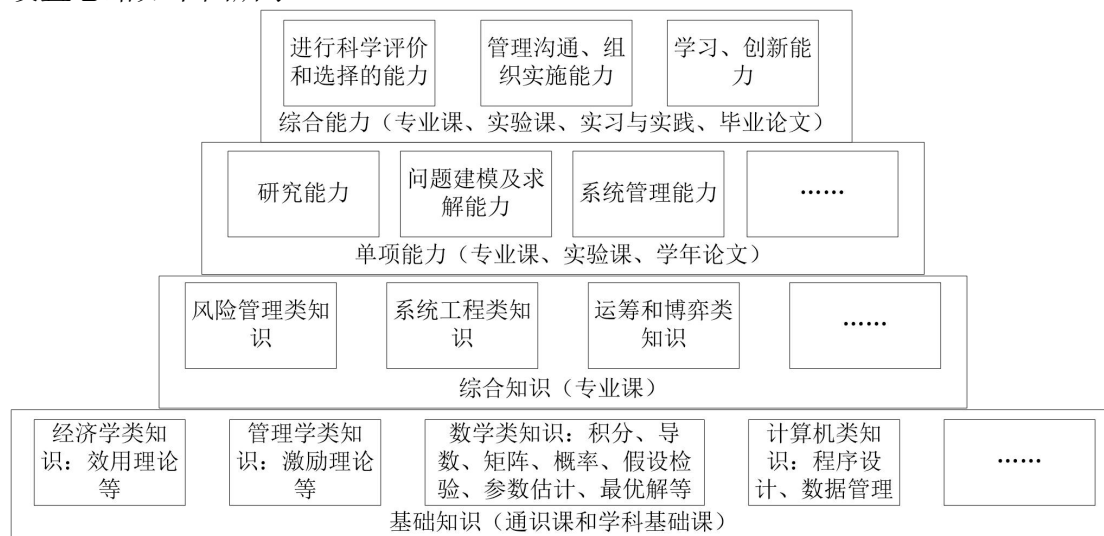 进行科学评价
和选择的能力
管理沟通、组
织实施能力
学习、创新能
力
综合能力（专业课、实验课、实习与实践、毕业论文）
研究能力
问题建模及求
解能力
系统管理能力
……
单项能力（专业课、实验课、学年论文）
风险管理类知
识
系统工程类知
识
运筹和博弈类
知识
……
综合知识（专业课）
经济学类知
识：效用理论
等
管理学类知
识：激励理论
等
数学类知识：积分、导
数、矩阵、概率、假设检
验、参数估计、最优解等
计算机类知
识：程序设
计、数据管理
……
基础知识（通识课和学科基础课）